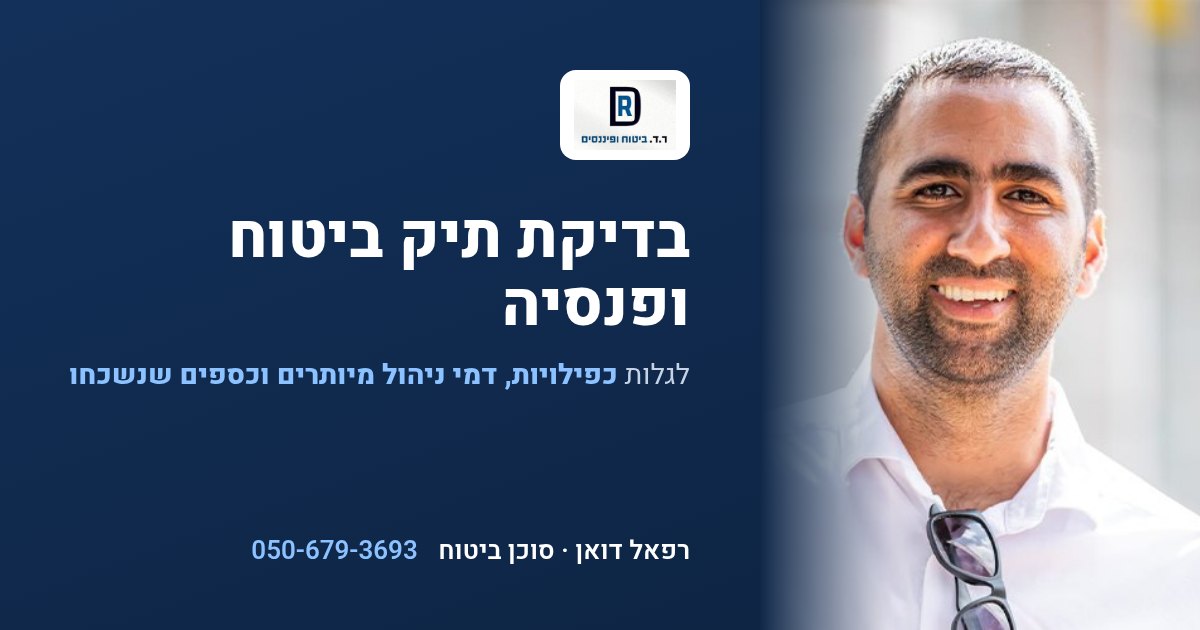 DR
ר.ד. ביטוח ופיננסים
בדיקת תיק ביטוח
ופנסיה
לגלות כפילויות, דמי ניהול מיותרים וכספים שנשכחו
רפאל דואן · סוכן ביטוח 050-679-3693